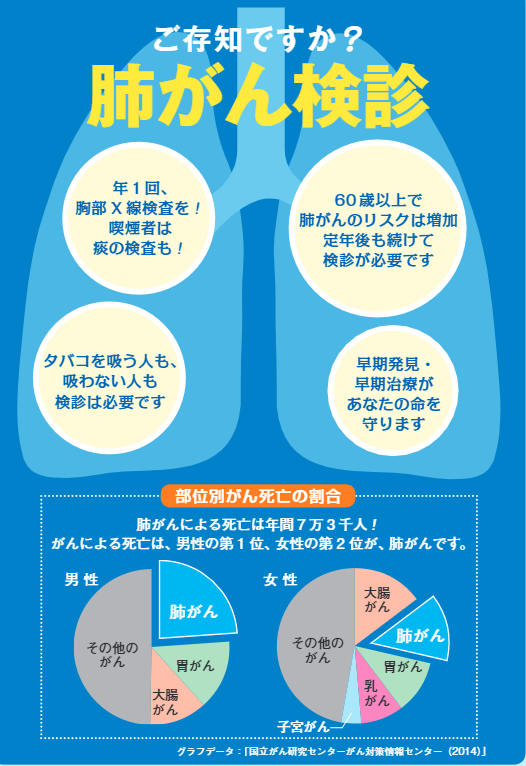 ご存知ですか？
肺がん検診
年１回、
胸部Ｘ線検査を！
喫煙者は
痰の検査も！
60歳以上で
肺がんのリスクは増加
定年後も続けて
検診が必要です
タバコを吸う人も、
吸わない人も
検診は必要です
早期発見・
早期治療が
あなたの命を
守ります
部位別がん死亡の割合
肺がんによる死亡は年間７万３千人！
がんによる死亡は、男性の第１位、女性の第２位が、肺がんです。
男性
肺がん
胃がん
大腸
がん
その他の
がん
女性
大腸
がん
肺がん
胃がん
乳
がん
子宮がん
その他の
がん
グラフデータ：「国立がん研究センターがん対策情報センター（2014）」